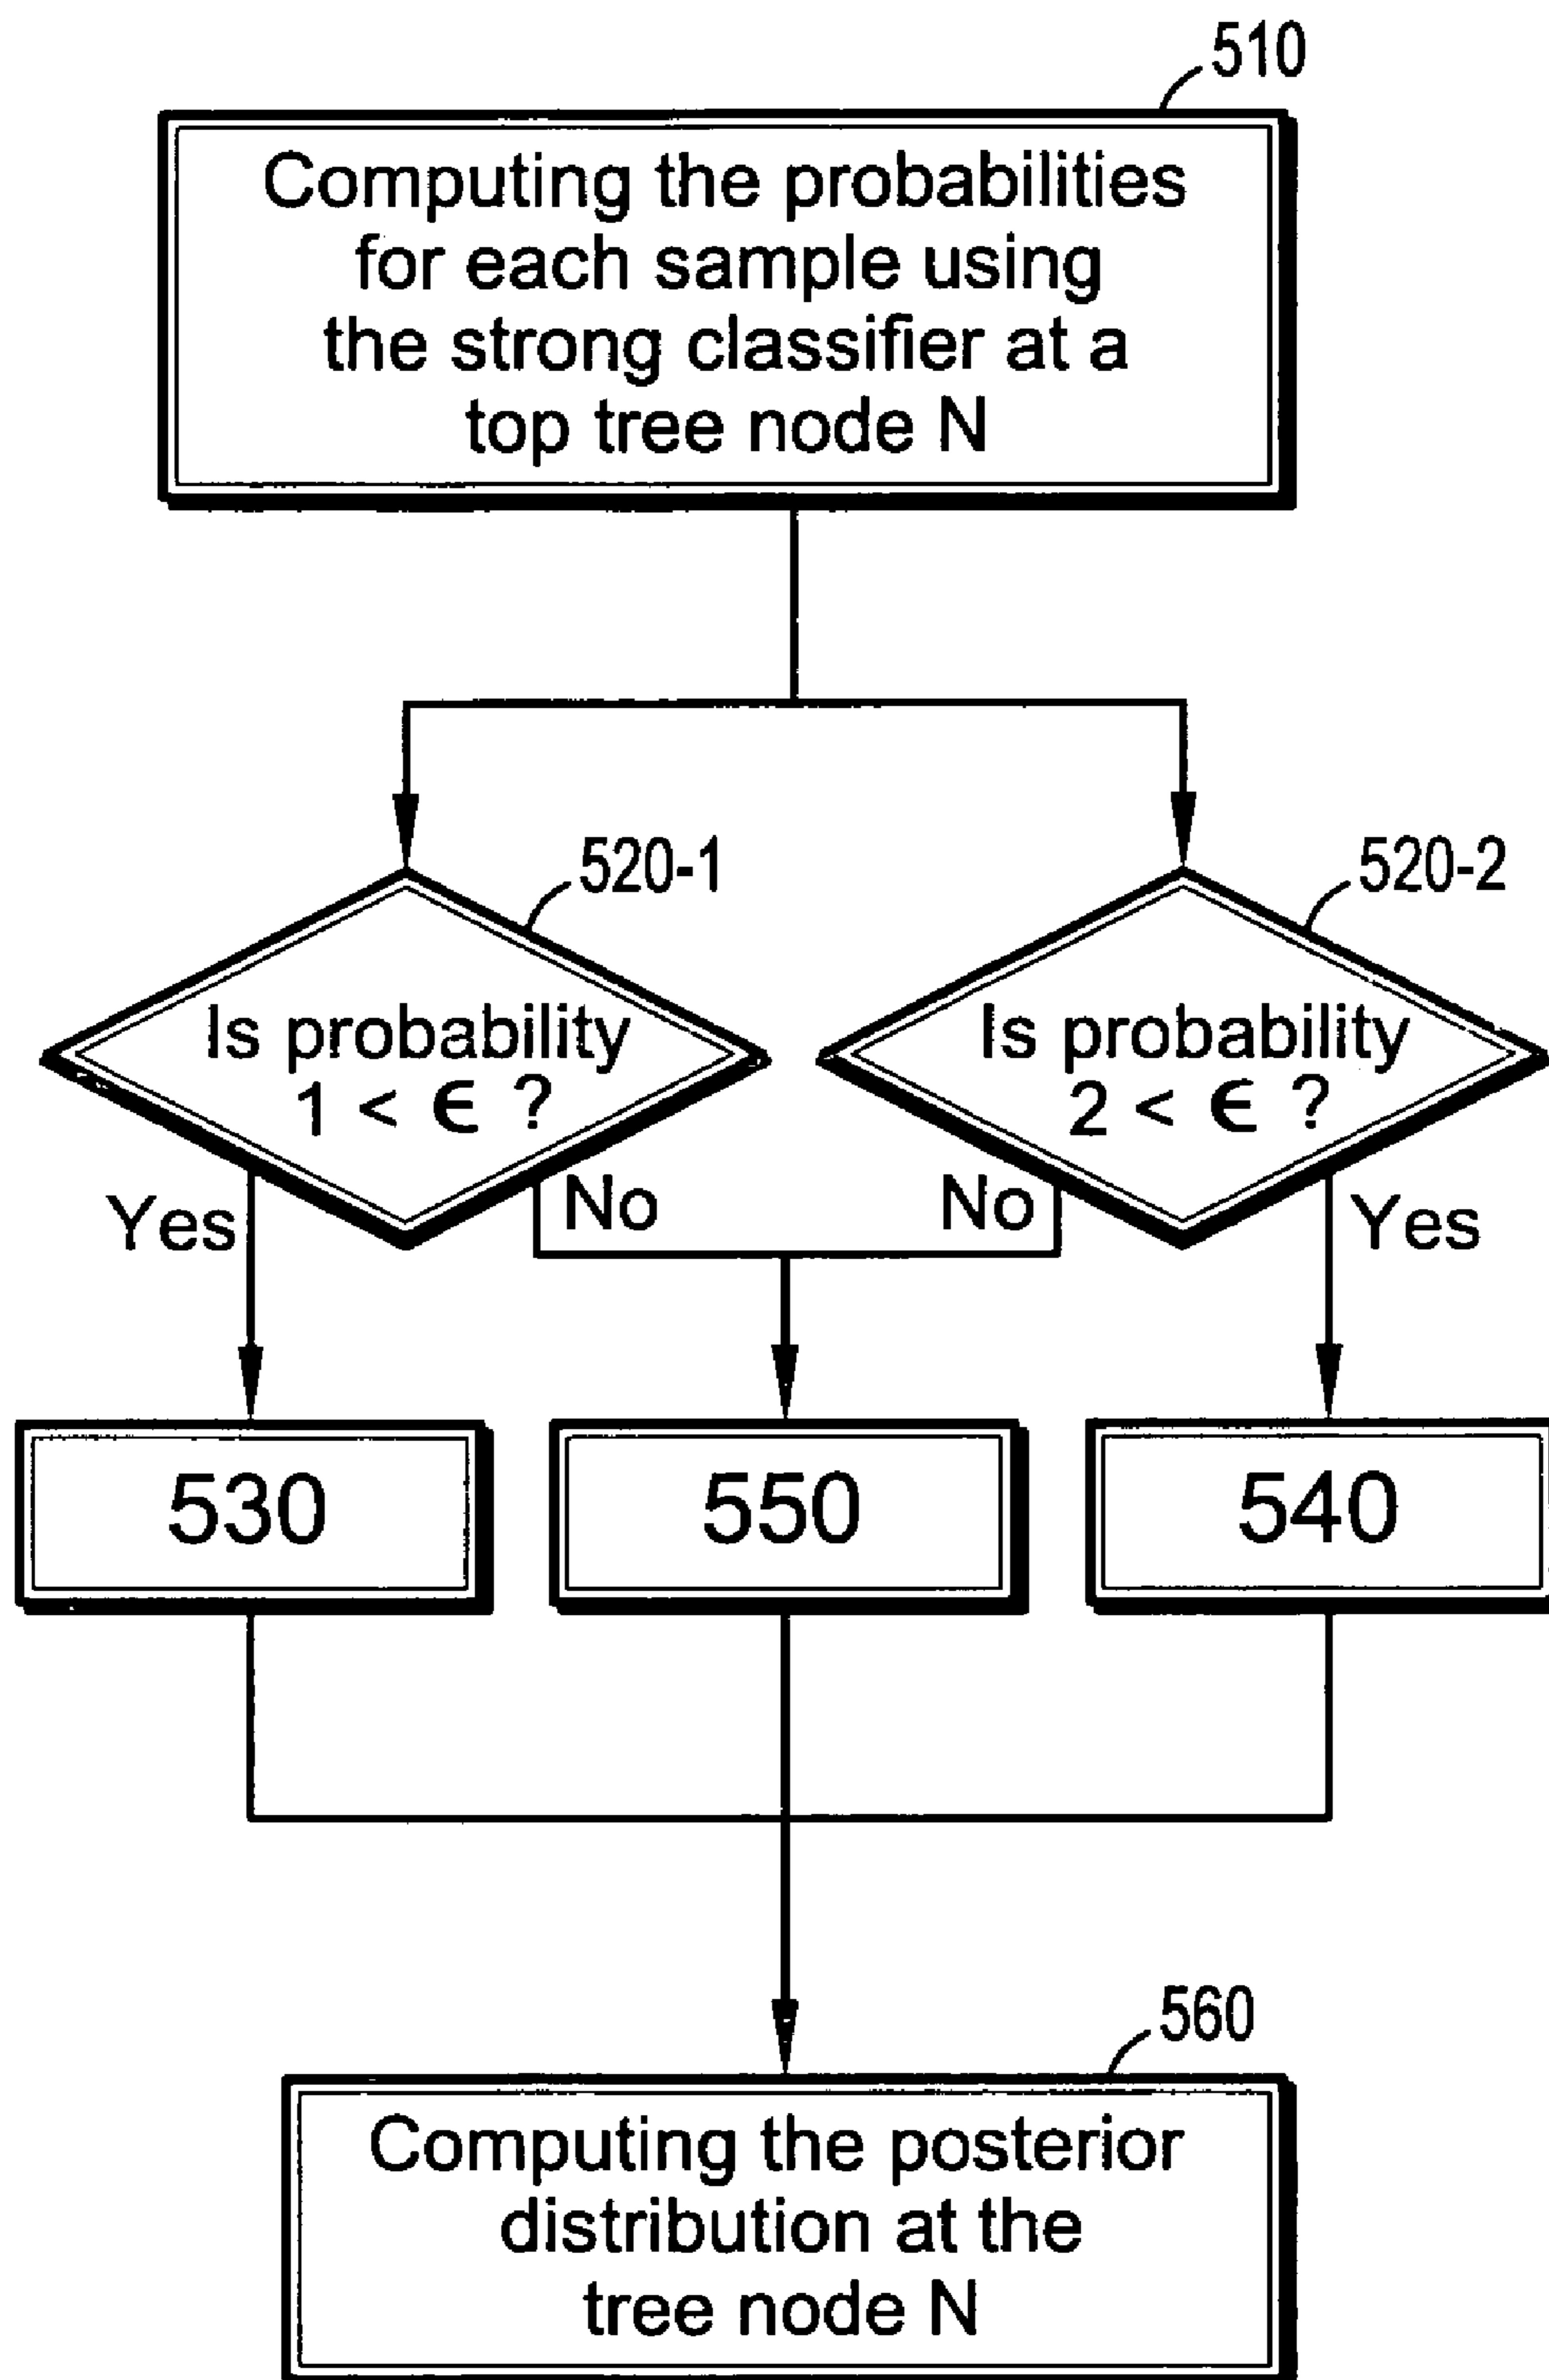 510
Computing the probabilities
for each sample using
the strong classifier at a
top tree node N
520-1
520-2
Is probability
1 < ϵ ?
Is probability
2 < ϵ ?
Yes
No
No
Yes
530
550
540
560
Computing the posterior
distribution at the
tree node N